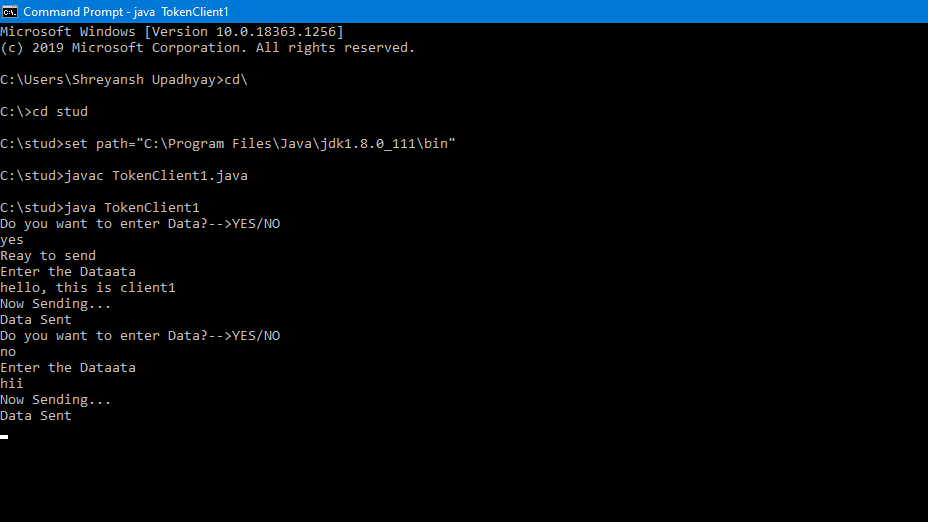 Command Prompt - java  TokenClient1
Microsoft Windows [Version 10.0.18363.1256]
(c) 2019 Microsoft Corporation. All rights reserved.
C:\Users\Shreyansh Upadhyay>cd\
C:\>cd stud
C:\stud>set path="C:\Program Files\Java\jdk1.8.0_111\bin"
C:\stud>javac TokenClient1.java
C:\stud>java TokenClient1
Do you want to enter Data?-->YES/NO
yes
Reay to send
Enter the Dataata
hello, this is client1
Now Sending...
Data Sent
Do you want to enter Data?-->YES/NO
no
Enter the Dataata
hii
Now Sending...
Data Sent